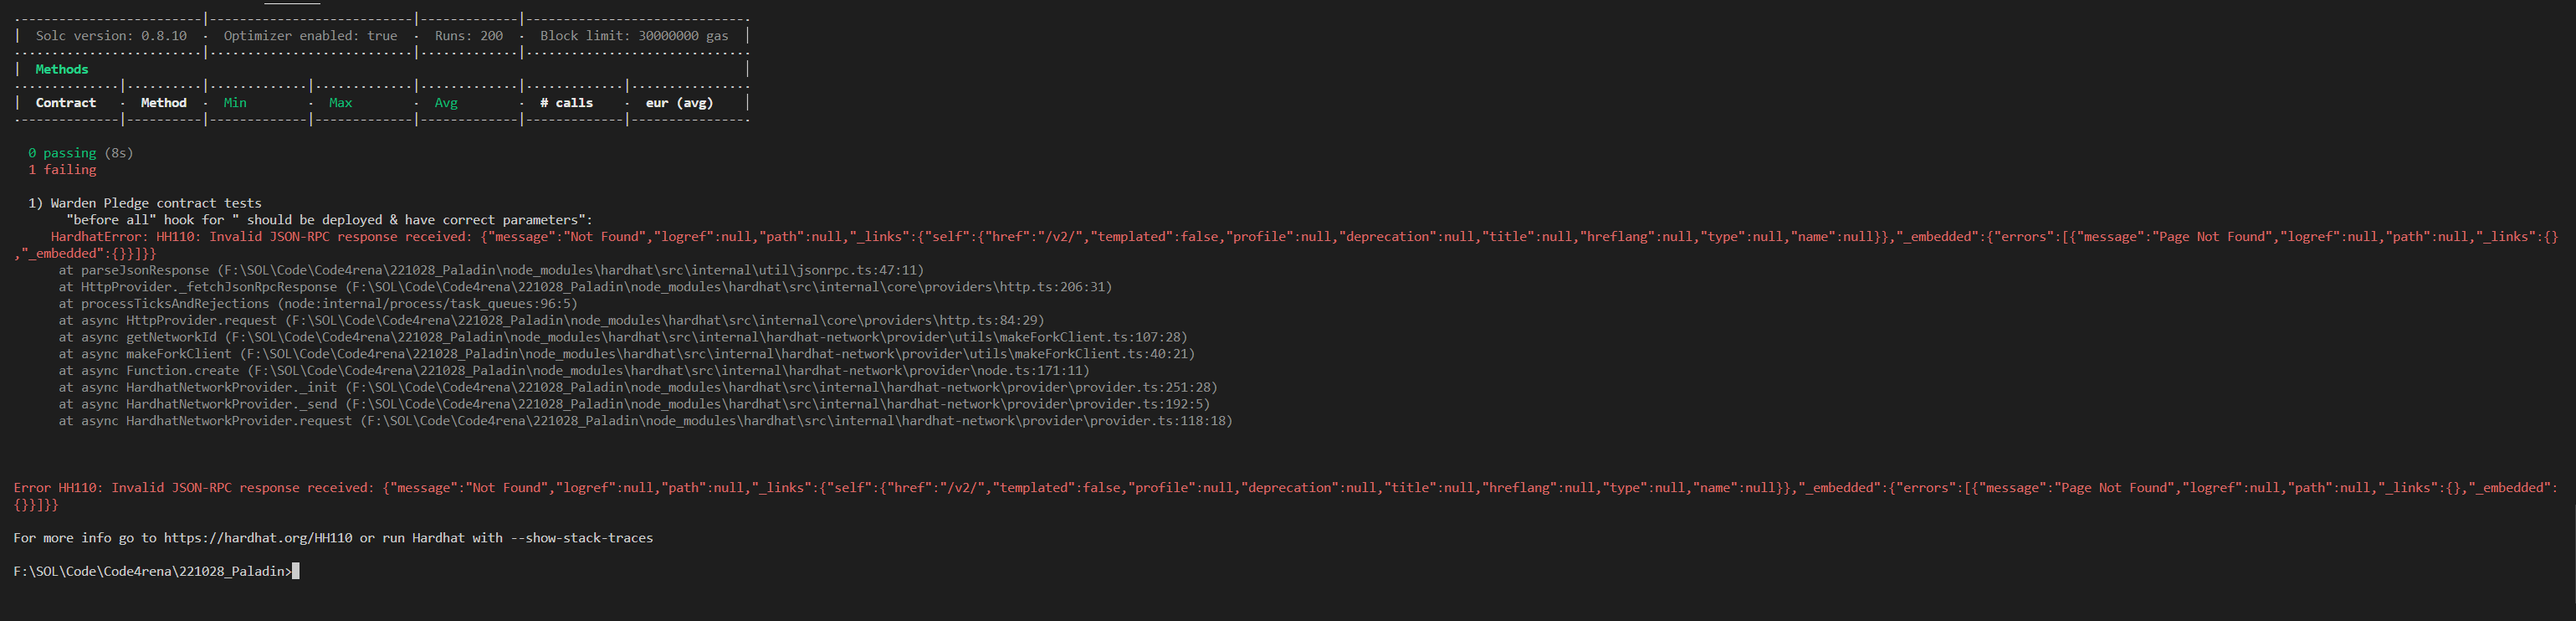 ·------------------------|---------------------------|-------------|-----------------------------·
|  Solc version: 0.8.10  ·  Optimizer enabled: true  ·  Runs: 200  ·  Block limit: 30000000 gas  │
·························|···························|·············|······························
|  Methods                                                                                       │
··············|··········|·············|·············|·············|·············|················
|  Contract   ·  Method  ·  Min        ·  Max        ·  Avg        ·  # calls    ·  eur (avg)    │
·-------------|----------|-------------|-------------|-------------|-------------|---------------·
0 passing (8s)
1 failing
1) Warden Pledge contract tests
"before all" hook for " should be deployed & have correct parameters":
HardhatError: HH110: Invalid JSON-RPC response received: {"message":"Not Found","logref":null,"path":null,"_links":{"self":{"href":"/v2/","templated":false,"profile":null,"deprecation":null,"title":null,"hreflang":null,"type":null,"name":null}},"_embedded":{"errors":[{"message":"Page Not Found","logref":null,"path":null,"_links":{}
,"_embedded":{}}]}}
at parseJsonResponse (F:\SOL\Code\Code4rena\221028_Paladin\node_modules\hardhat\src\internal\util\jsonrpc.ts:47:11)
at HttpProvider._fetchJsonRpcResponse (F:\SOL\Code\Code4rena\221028_Paladin\node_modules\hardhat\src\internal\core\providers\http.ts:206:31)
at processTicksAndRejections (node:internal/process/task_queues:96:5)
at async HttpProvider.request (F:\SOL\Code\Code4rena\221028_Paladin\node_modules\hardhat\src\internal\core\providers\http.ts:84:29)
at async getNetworkId (F:\SOL\Code\Code4rena\221028_Paladin\node_modules\hardhat\src\internal\hardhat-network\provider\utils\makeForkClient.ts:107:28)
at async makeForkClient (F:\SOL\Code\Code4rena\221028_Paladin\node_modules\hardhat\src\internal\hardhat-network\provider\utils\makeForkClient.ts:40:21)
at async Function.create (F:\SOL\Code\Code4rena\221028_Paladin\node_modules\hardhat\src\internal\hardhat-network\provider\node.ts:171:11)
at async HardhatNetworkProvider._init (F:\SOL\Code\Code4rena\221028_Paladin\node_modules\hardhat\src\internal\hardhat-network\provider\provider.ts:251:28)
at async HardhatNetworkProvider._send (F:\SOL\Code\Code4rena\221028_Paladin\node_modules\hardhat\src\internal\hardhat-network\provider\provider.ts:192:5)
at async HardhatNetworkProvider.request (F:\SOL\Code\Code4rena\221028_Paladin\node_modules\hardhat\src\internal\hardhat-network\provider\provider.ts:118:18)
Error HH110: Invalid JSON-RPC response received: {"message":"Not Found","logref":null,"path":null,"_links":{"self":{"href":"/v2/","templated":false,"profile":null,"deprecation":null,"title":null,"hreflang":null,"type":null,"name":null}},"_embedded":{"errors":[{"message":"Page Not Found","logref":null,"path":null,"_links":{},"_embedded":
{}}]}}
For more info go to https://hardhat.org/HH110 or run Hardhat with --show-stack-traces
F:\SOL\Code\Code4rena\221028_Paladin>